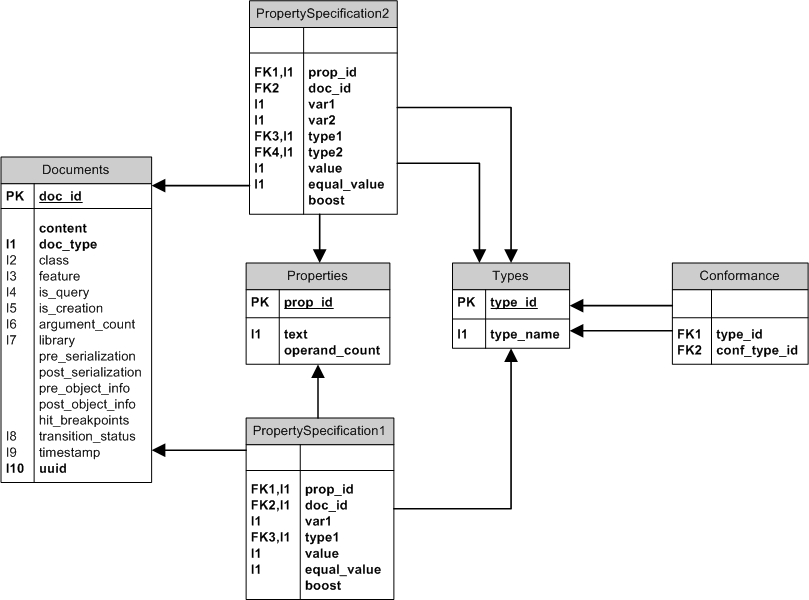 PropertySpecification2
FK1,I1 prop_id
FK2 doc_id
I1 var1
I1 var2
FK3,I1 type1
FK4,I1 type2
I1 value
I1 equal_value
boost
Documents
PK doc_id
content
I1 doc_type
I2 class
I3 feature
I4 is_query
I5 is_creation
I6 argument_count
I7 library
pre_serialization
post_serialization
pre_object_info
post_object_info
hit_breakpoints
I8 transition_status
I9 timestamp
I10 uuid
Properties
PK prop_id
I1 text
operand_count
Types
PK type_id
I1 type_name
Conformance
FK1 type_id
FK2 conf_type_id
PropertySpecification1
FK1,I1 prop_id
FK2,I1 doc_id
I1 var1
FK3,I1 type1
I1 value
I1 equal_value
boost